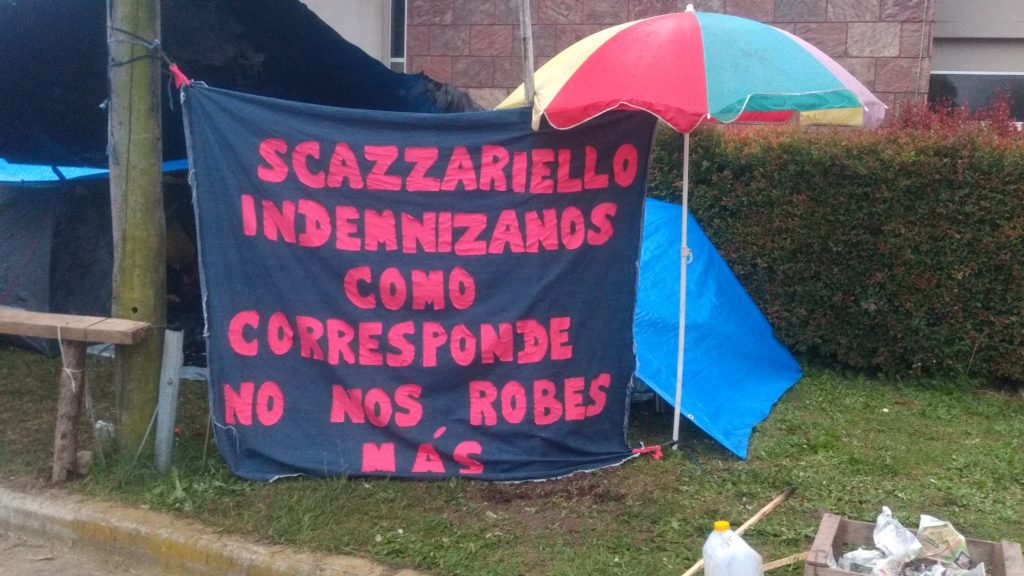 SCAZZARIELLO
INDEMNIZANOS
COMO
CORRESPONDE
NO NOS ROBES
MÁS